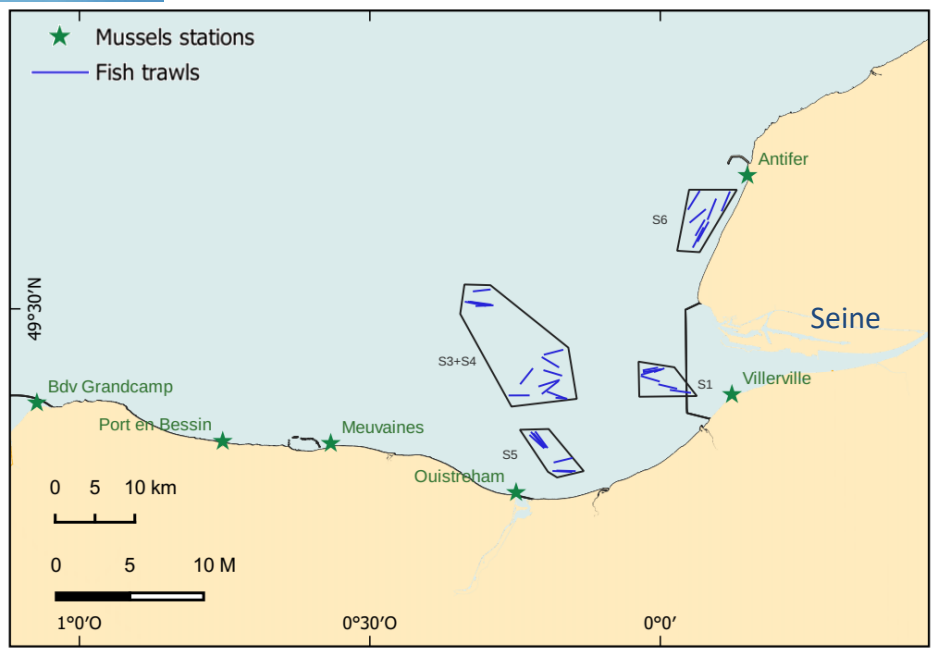 Mussels stations
Fish trawls
Antifer
S6
49°30'N
Seine
S3+S4
S1
Villerville
Bdv Grandcamp
Port en Bessin
Meuvaines
S5
Ouistreham
0 5 10 km
0 5 10 M
1°0'O 0°30'O 0°0'